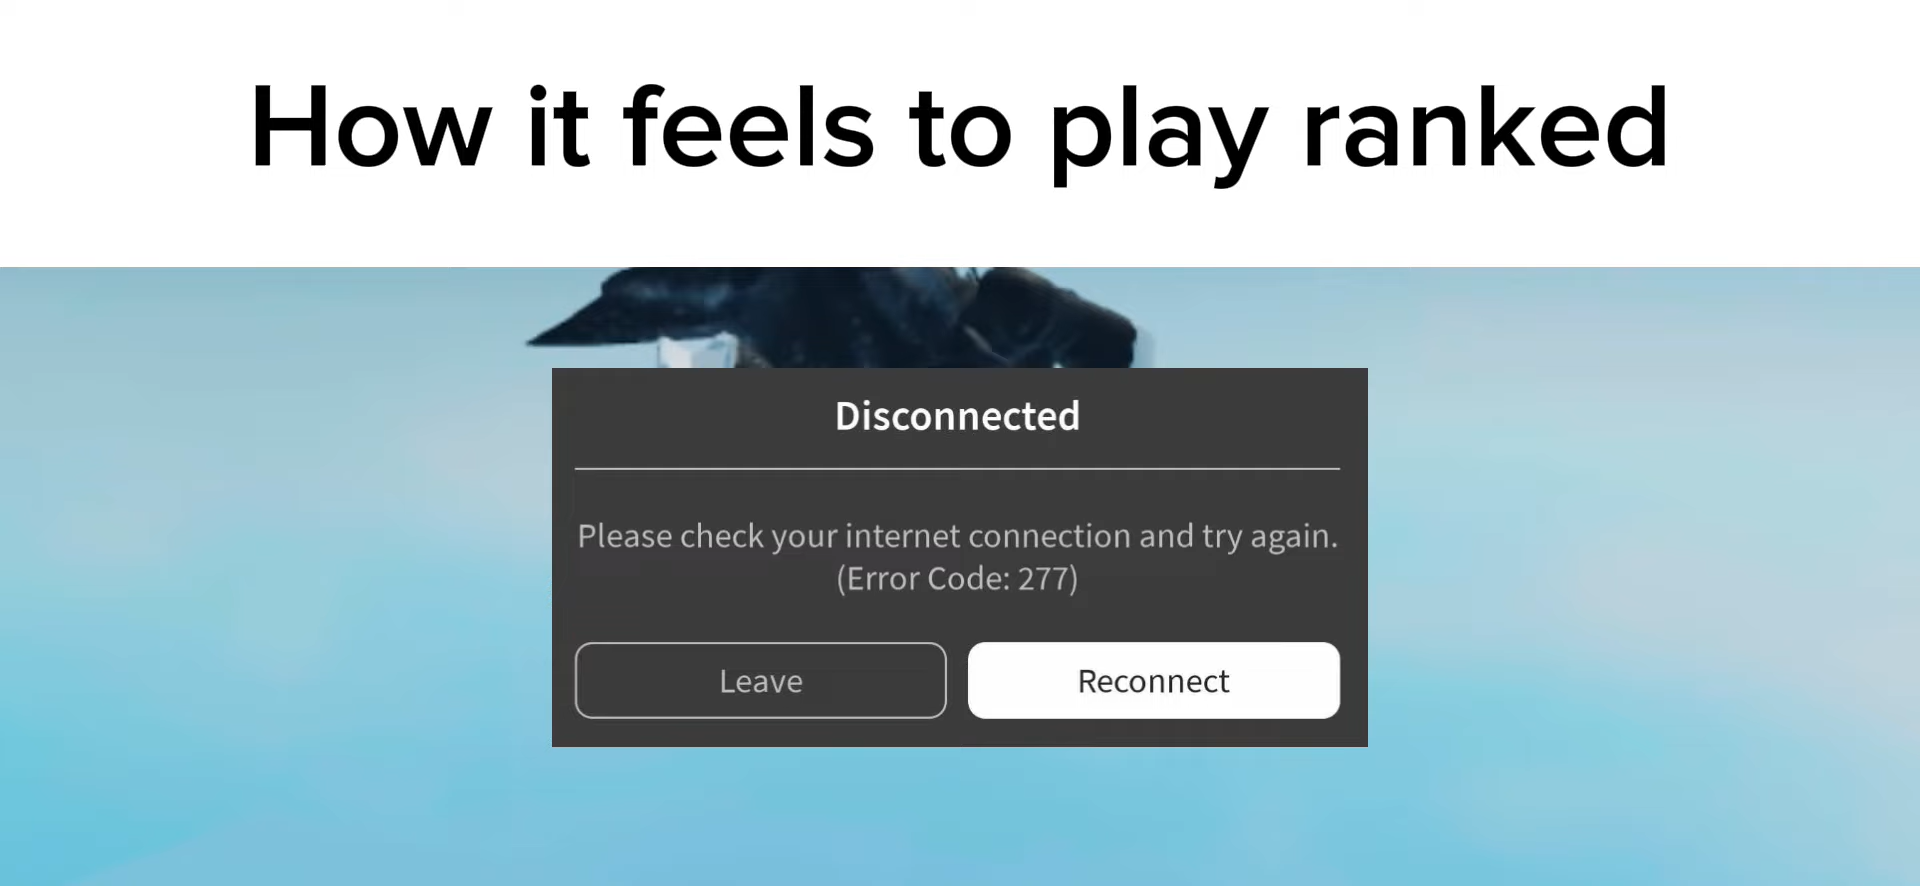 How it feels to play ranked
Disconnected
Please check your internet connection and try again.
(Error Code: 277)
Leave
Reconnect